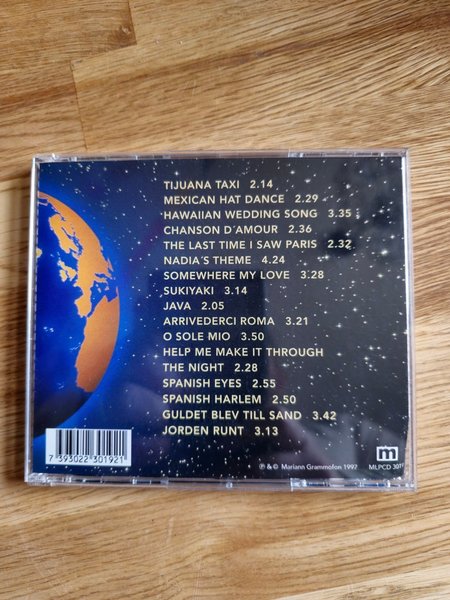 TIJUANA TAXI 2.14
MEXICAN HAT DANCE 2.29
HAWAIIAN WEDDING SONG 3.35
CHANSON D´AMOUR 2.36
THE LAST TIME I SAW PARIS 2.32
NADIA´S THEME 4.24
SOMEWHERE MY LOVE 3.28
SUKIYAKI 3.14
JAVA 2.05
ARRIVEDERCI ROMA 3.21
O SOLE MIO 3.50
HELP ME MAKE IT THROUGH
THE NIGHT 2.28
SPANISH EYES 2.55
SPANISH HARLEM 2.50
GULDET BLEV TILL SAND 3.42
JORDEN RUNT 3.13
7 393022 301921
m
℗ & © Mariann Grammofon 1997
MLPCD